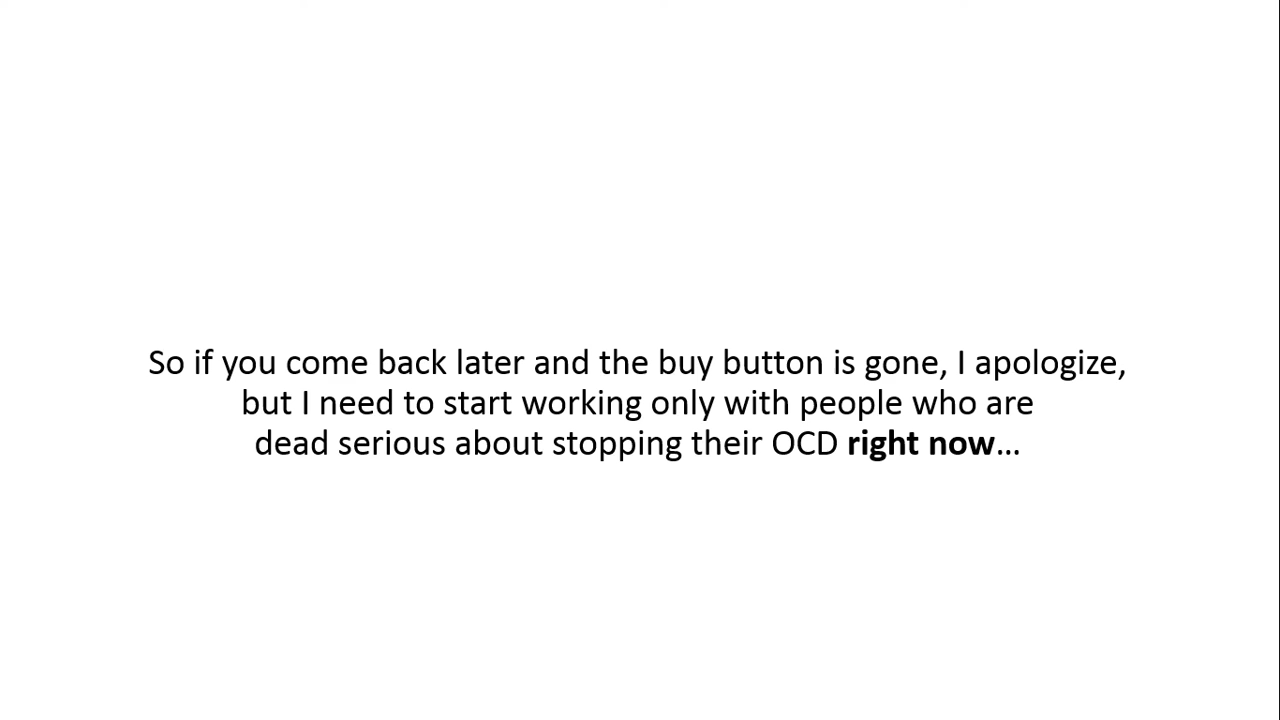 So if you come back later and the buy button is gone, I apologize,
but I need to start working only with people who are
dead serious about stopping their OCD right now…